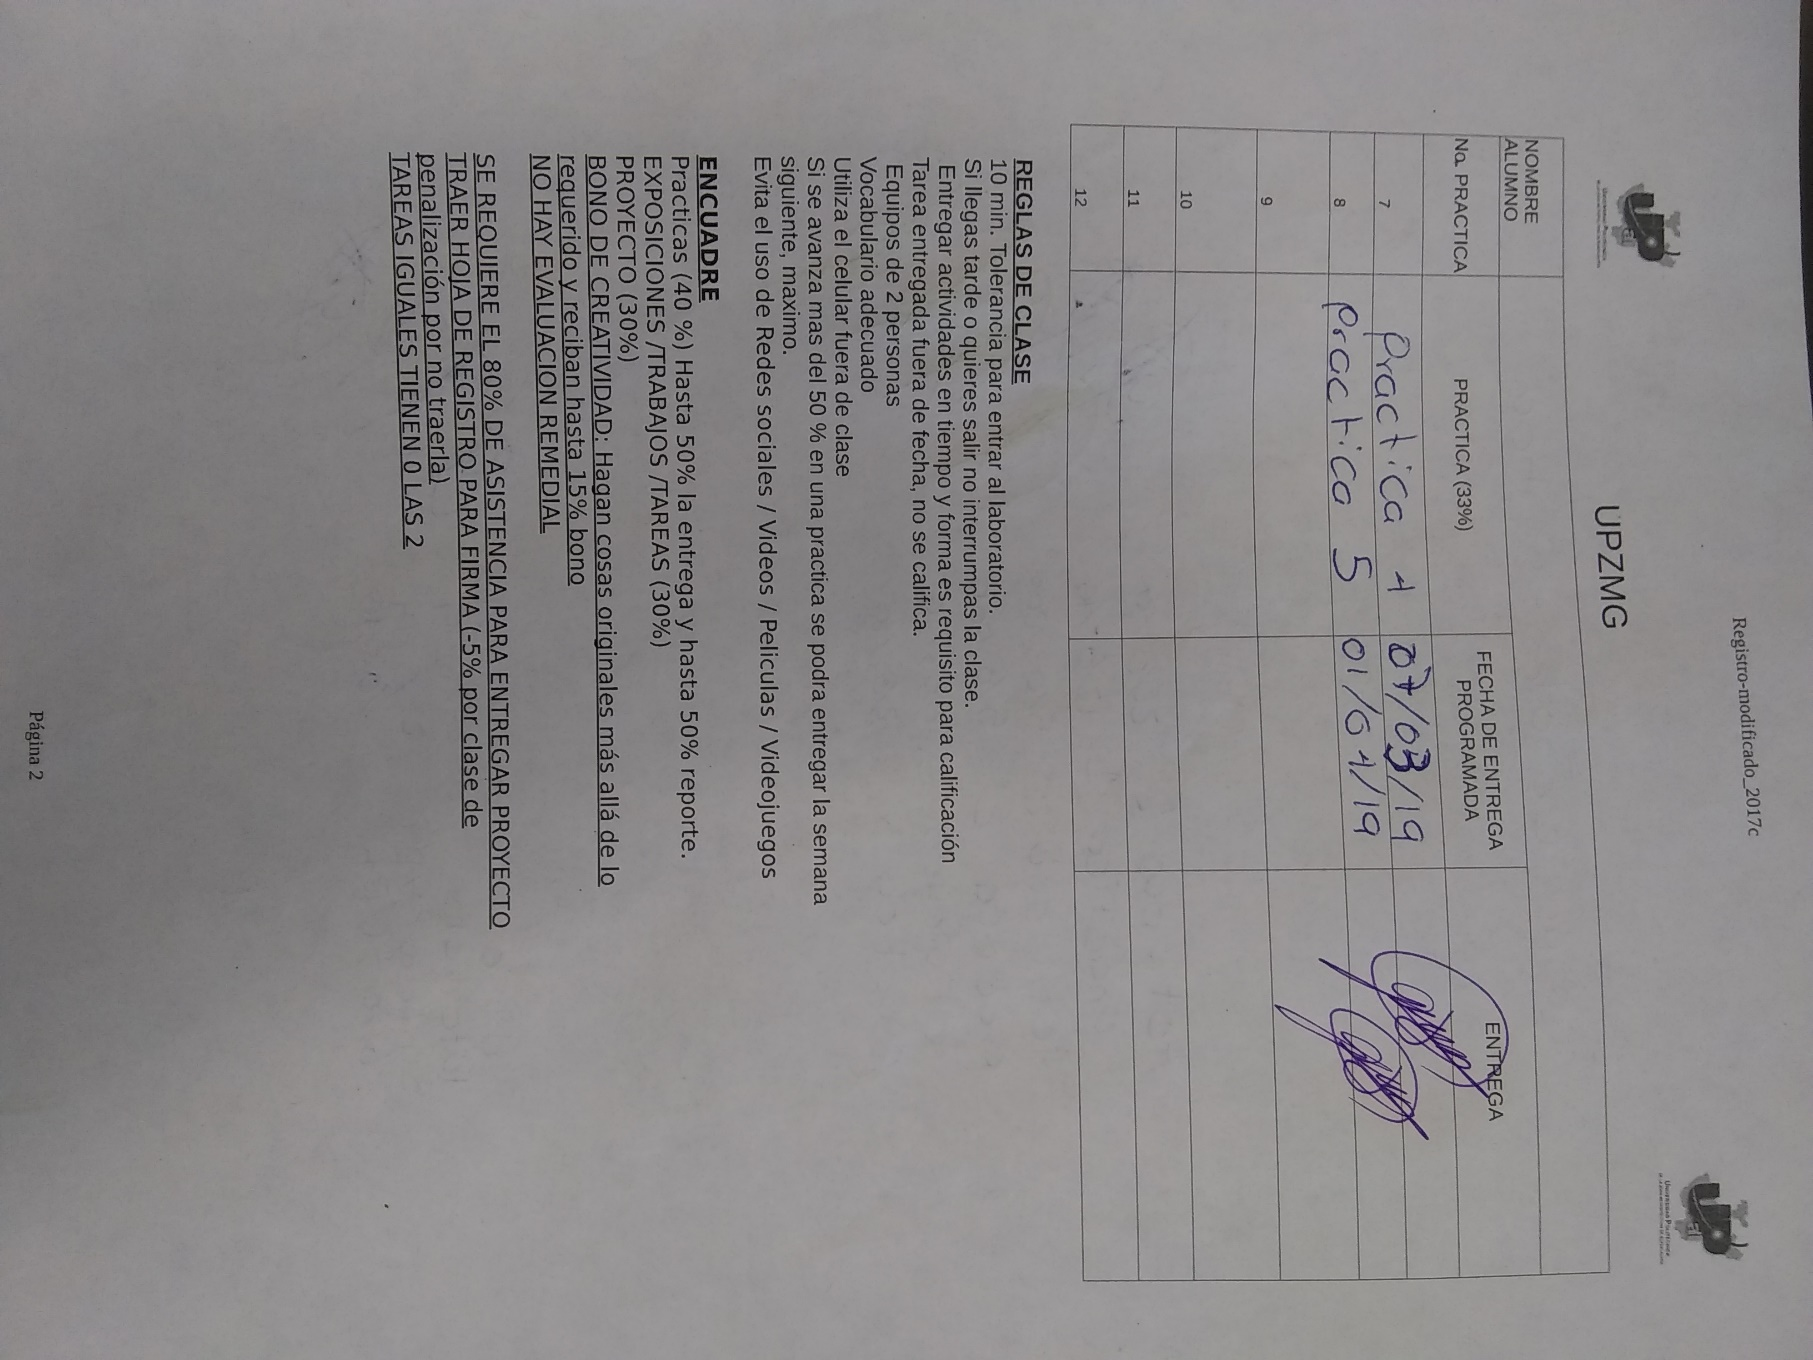 Registro-modificado_2017c
UPZMG
NOMBRE ALUMNO
No. PRACTICA PRACTICA (33%) FECHA DE ENTREGA PROGRAMADA ENTREGA
7 Practica 4 07/03/19
8 Practica 5 01/04/19
9
10
11
12
REGLAS DE CLASE
10 min. Tolerancia para entrar al laboratorio.
Si llegas tarde o quieres salir no interrumpas la clase.
Entregar actividades en tiempo y forma es requisito para calificación
Tarea entregada fuera de fecha, no se califica.
Equipos de 2 personas
Vocabulario adecuado
Utiliza el celular fuera de clase
Si se avanza mas del 50 % en una practica se podra entregar la semana
siguiente, maximo.
Evita el uso de Redes sociales / Videos / Peliculas / Videojuegos
ENCUADRE
Practicas (40 %) Hasta 50% la entrega y hasta 50% reporte.
EXPOSICIONES /TRABAJOS /TAREAS (30%)
PROYECTO (30%)
BONO DE CREATIVIDAD: Hagan cosas originales más allá de lo
requerido y reciban hasta 15% bono
NO HAY EVALUACION REMEDIAL
SE REQUIERE EL 80% DE ASISTENCIA PARA ENTREGAR PROYECTO
TRAER HOJA DE REGISTRO PARA FIRMA (-5% por clase de
penalización por no traerla)
TAREAS IGUALES TIENEN 0 LAS 2
Página 2